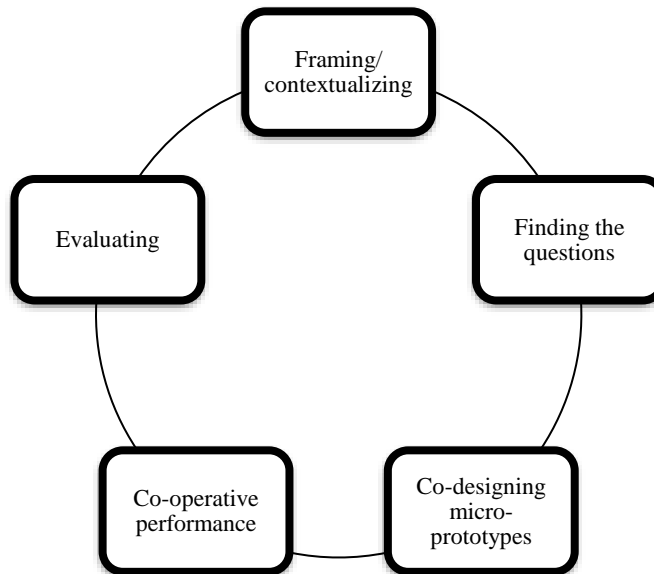 Framing/
contextualizing
Finding the
questions
Co-designing
micro-
prototypes
Co-operative
performance
Evaluating